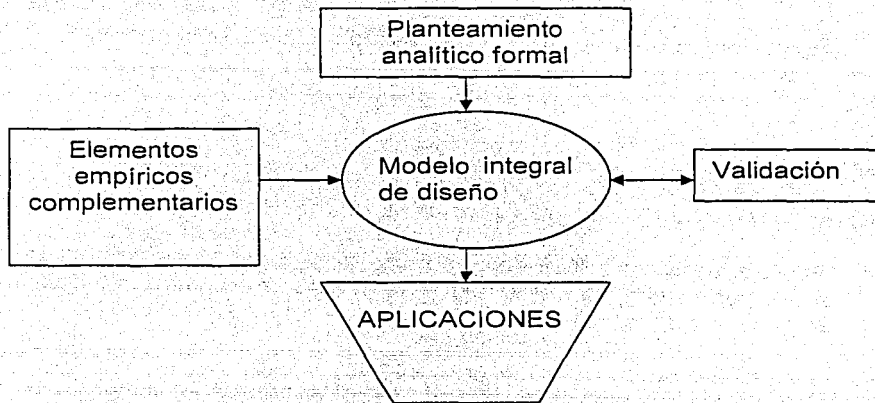 Planteamiento
analítico formal
Elementos
empíricos
complementarios
Modelo integral
de diseño
Validación
APLICACIONES